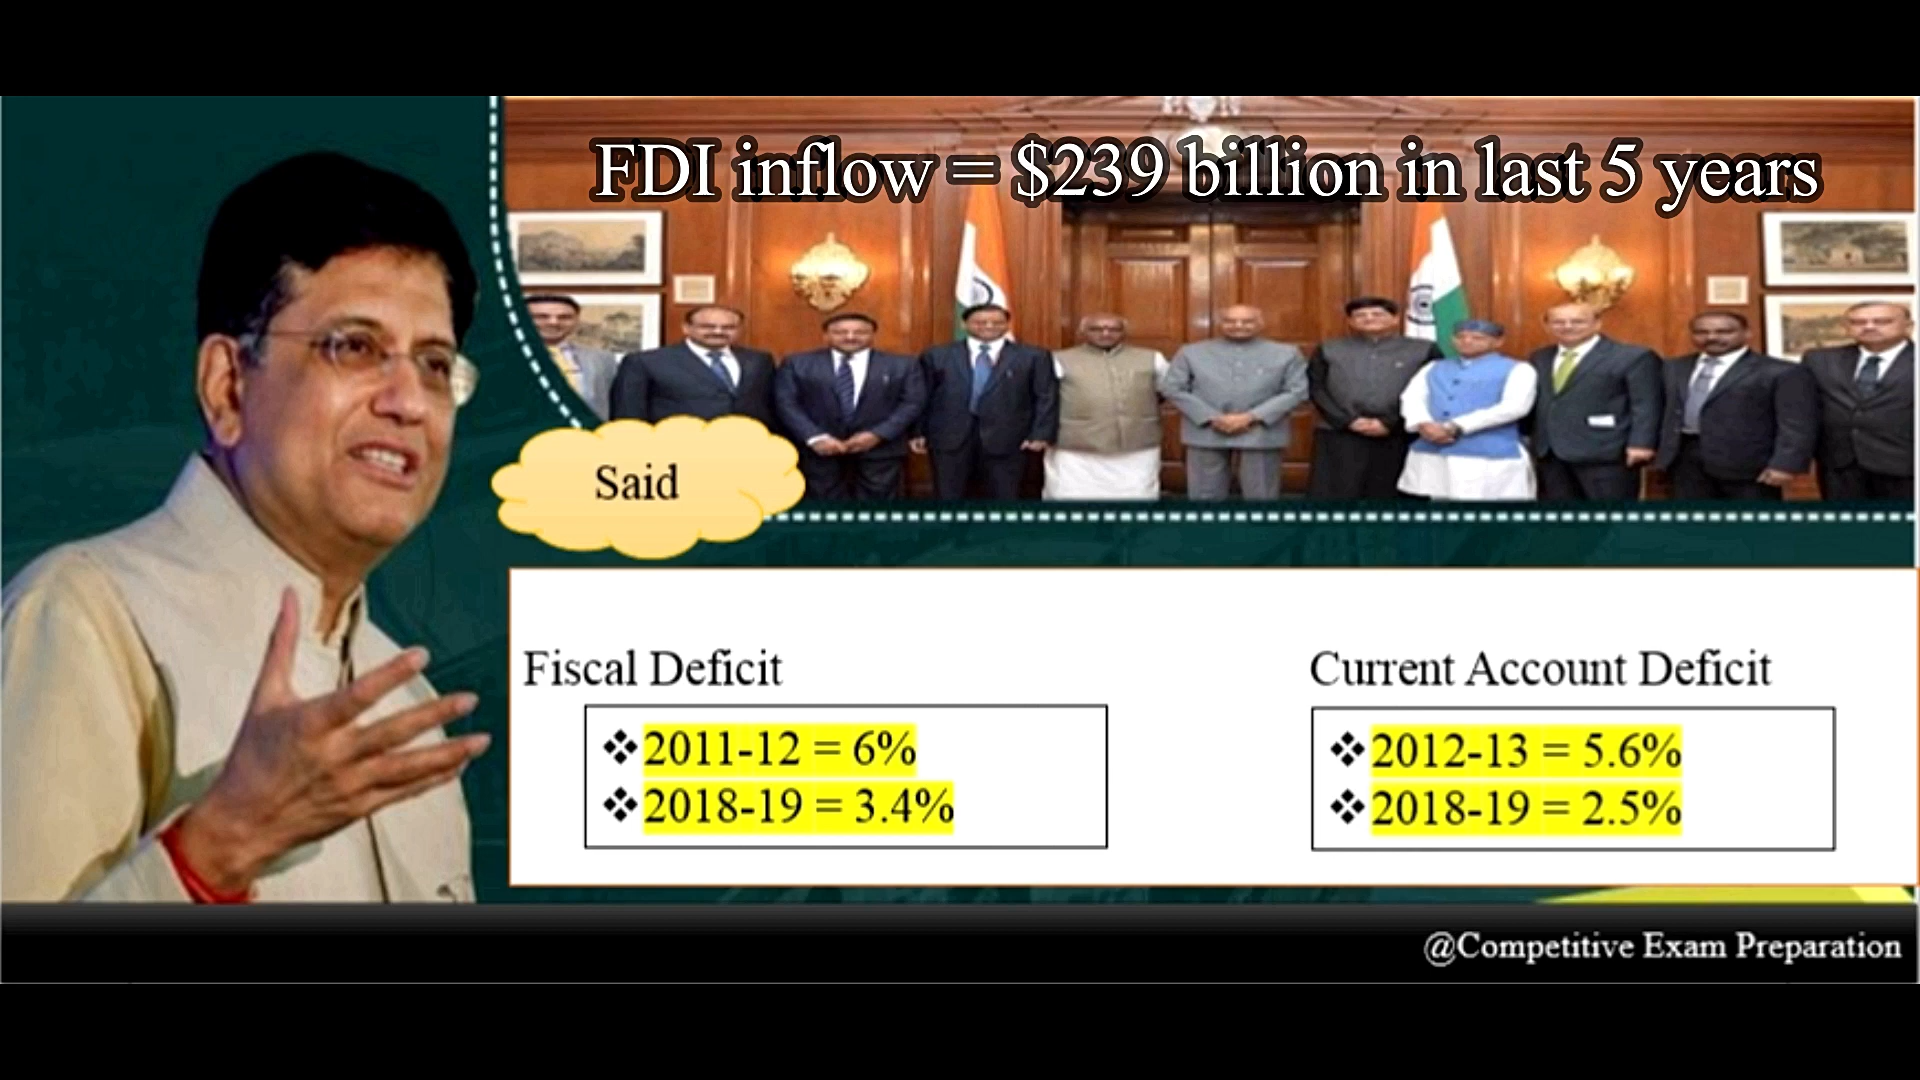 FDI inflow = $239 billion in last 5 years
Said
Fiscal Deficit
❖2011-12 = 6%
❖2018-19 = 3.4%
Current Account Deficit
❖2012-13 = 5.6%
❖2018-19 = 2.5%
@Competitive Exam Preparation